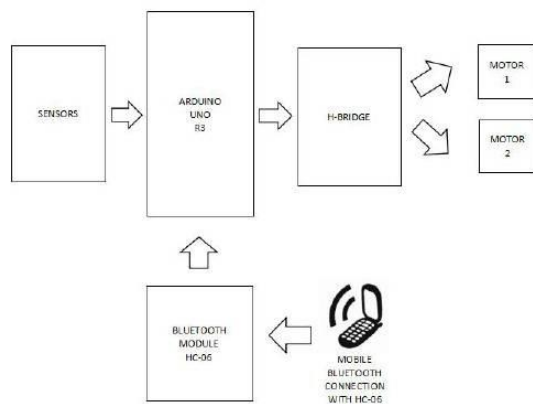 SENSORS
ARDUINO
UNO
R3
H-BRIDGE
MOTOR
1
MOTOR
2
BLUETOOTH
MODULE
HC-06
MOBILE
BLUETOOTH
CONNECTION
WITH HC-06